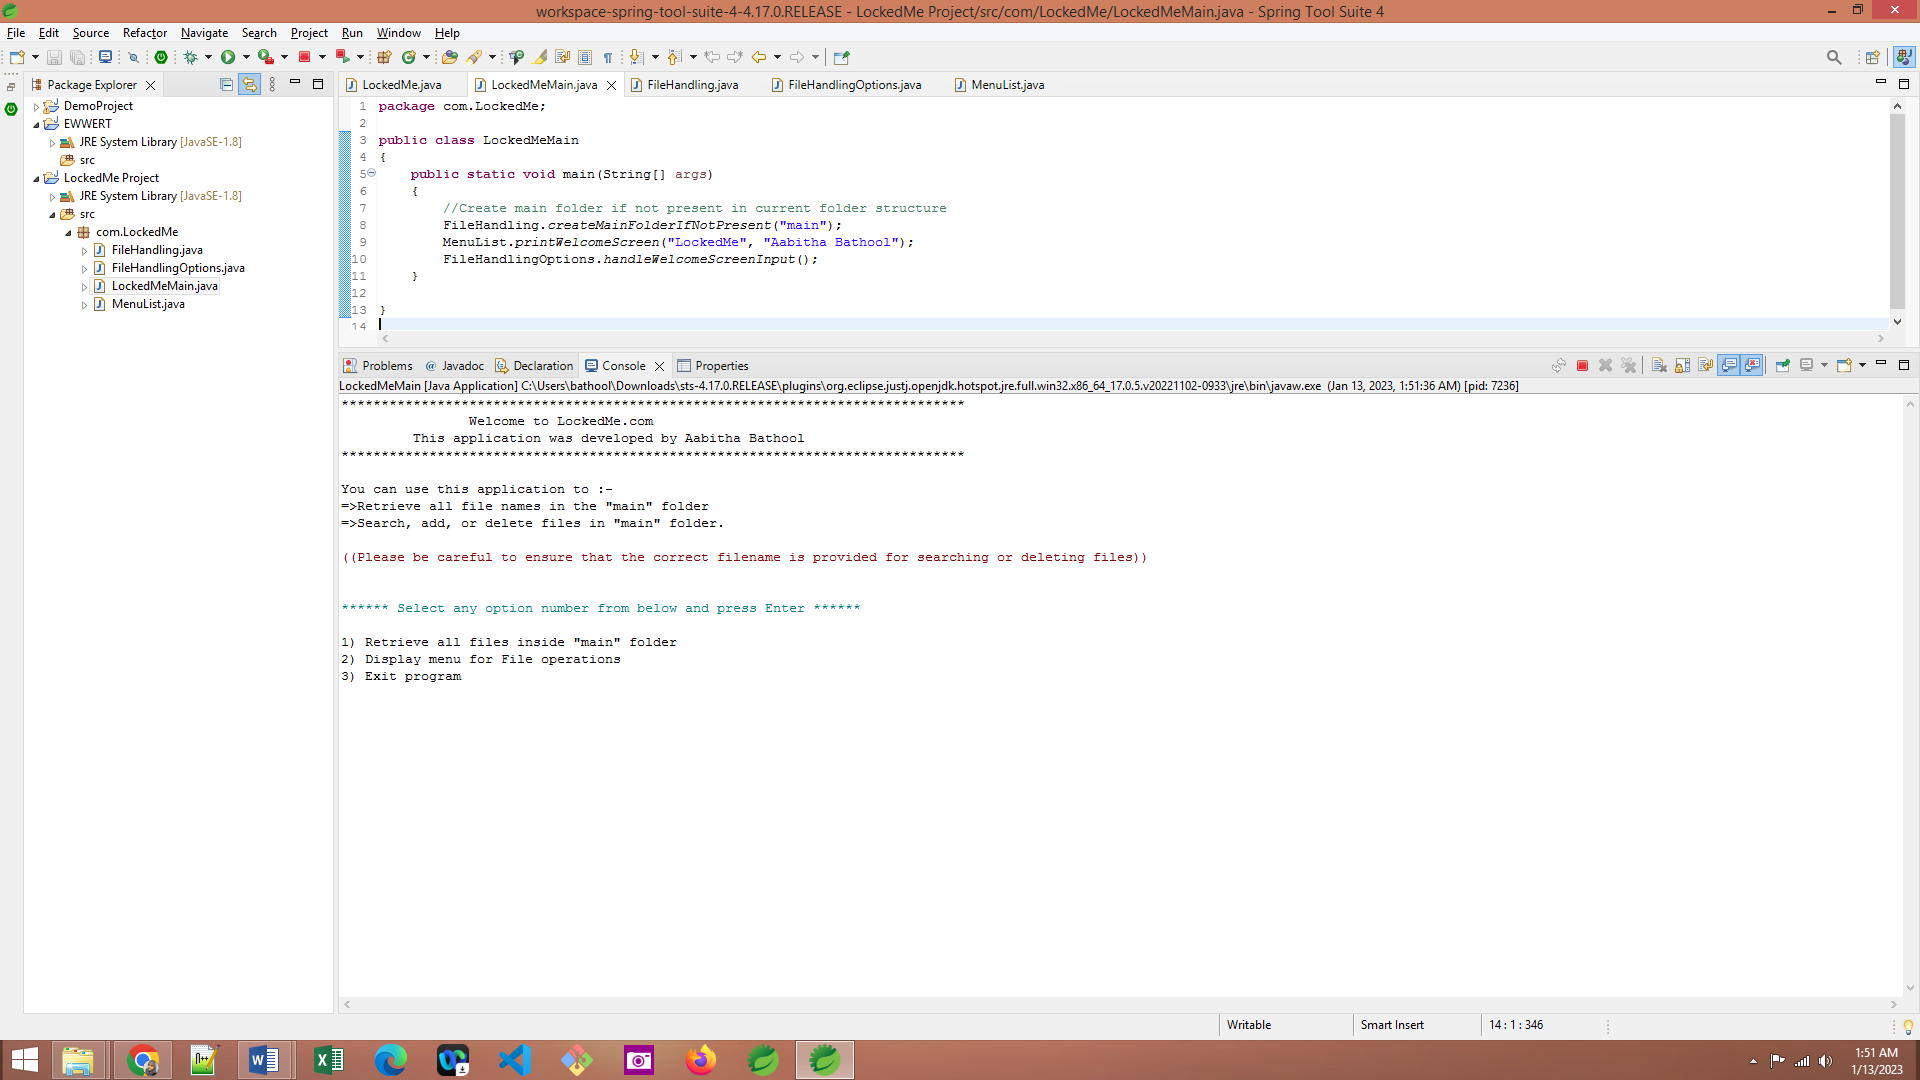 workspace-spring-tool-suite-4-4.17.0.RELEASE - LockedMe Project/src/com/LockedMe/LockedMeMain.java - Spring Tool Suite 4
File Edit Source Refactor Navigate Search Project Run Window Help
Package Explorer
DemoProject
EWWERT
JRE System Library [JavaSE-1.8]
src
LockedMe Project
JRE System Library [JavaSE-1.8]
src
com.LockedMe
FileHandling.java
FileHandlingOptions.java
LockedMeMain.java
MenuList.java
LockedMe.java LockedMeMain.java FileHandling.java FileHandlingOptions.java MenuList.java
1 package com.LockedMe;
2
3 public class LockedMeMain
4 {
5 public static void main(String[] args)
6 {
7 //Create main folder if not present in current folder structure
8 FileHandling.createMainFolderIfNotPresent("main");
9 MenuList.printWelcomeScreen("LockedMe", "Aabitha Bathool");
10 FileHandlingOptions.handleWelcomeScreenInput();
11 }
12
13 }
14
Problems Javadoc Declaration Console Properties
LockedMeMain [Java Application] C:\Users\bathool\Downloads\sts-4.17.0.RELEASE\plugins\org.eclipse.justj.openjdk.hotspot.jre.full.win32.x86_64_17.0.5.v20221102-0933\jre\bin\javaw.exe (Jan 13, 2023, 1:51:36 AM) [pid: 7236]
******************************************************************************
Welcome to LockedMe.com
This application was developed by Aabitha Bathool
******************************************************************************
You can use this application to :-
=>Retrieve all file names in the "main" folder
=>Search, add, or delete files in "main" folder.
((Please be careful to ensure that the correct filename is provided for searching or deleting files))
****** Select any option number from below and press Enter ******
1) Retrieve all files inside "main" folder
2) Display menu for File operations
3) Exit program
Writable Smart Insert 14 : 1 : 346
1:51 AM
1/13/2023